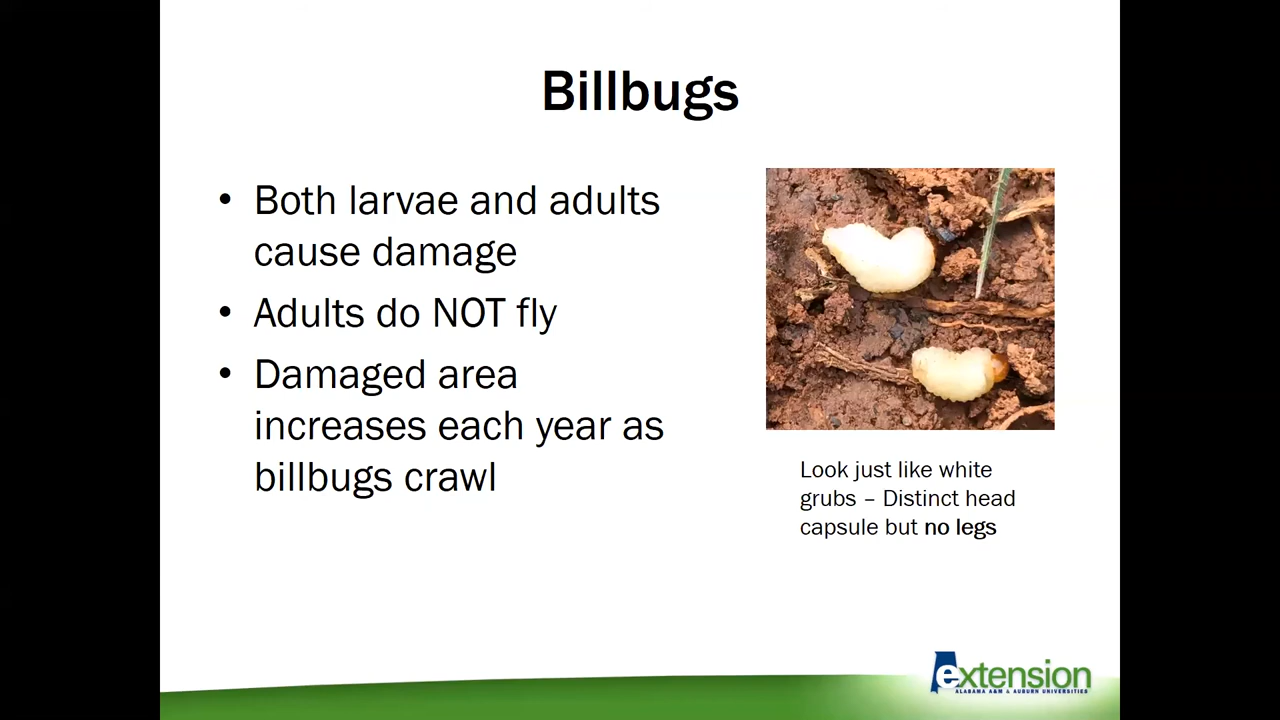 Billbugs
• Both larvae and adults
cause damage
• Adults do NOT fly
• Damaged area
increases each year as
billbugs crawl
Look just like white
grubs – Distinct head
capsule but no legs
extension
ALABAMA A&M & AUBURN UNIVERSITIES